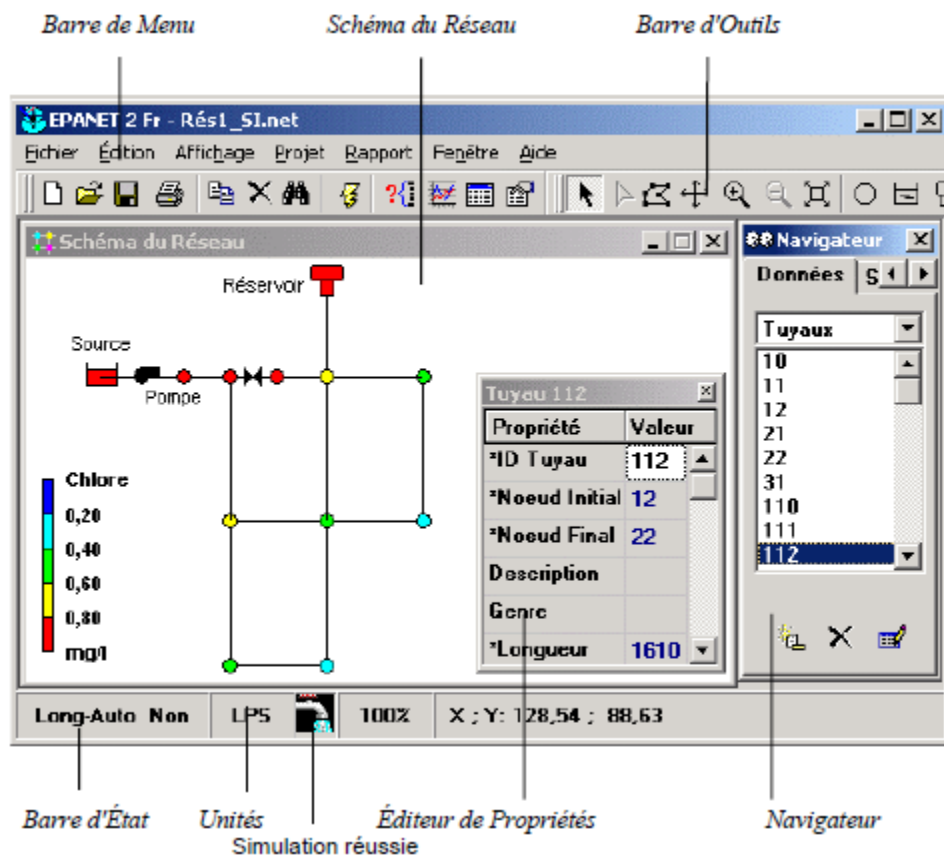 Barre de Menu Schéma du Réseau Barre d'Outils
EPANET 2 Fr - Rés1_SI.net
Fichier Édition Affichage Projet Rapport Fenêtre Aide
Schéma du Réseau
Réservoir
Source
Pompe
Chlore
0,20
0,40
0,60
0,80
mg/l
Tuyau 112
Propriété Valeur
*ID Tuyau 112
*Noeud Initial 12
*Noeud Final 22
Description
Genre
*Longueur 1610
Navigateur
Données S
Tuyaux
10
11
12
21
22
31
110
111
112
Long-Auto Non LPS 100% X ; Y: 128,54 ; 88,63
Barre d'État Unités Éditeur de Propriétés Navigateur
Simulation réussie